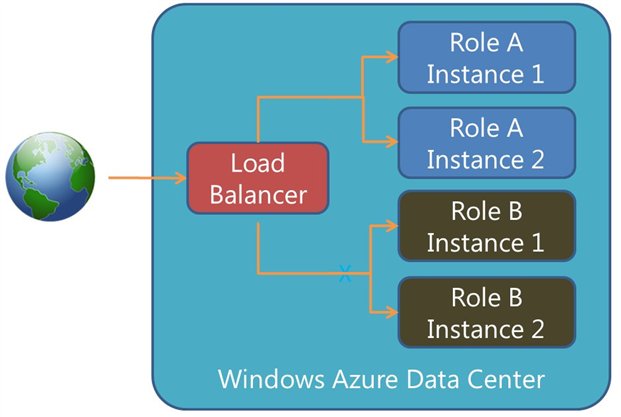 Role A
Instance 1
Role A
Instance 2
Load
Balancer
Role B
Instance 1
Role B
Instance 2
Windows Azure Data Center